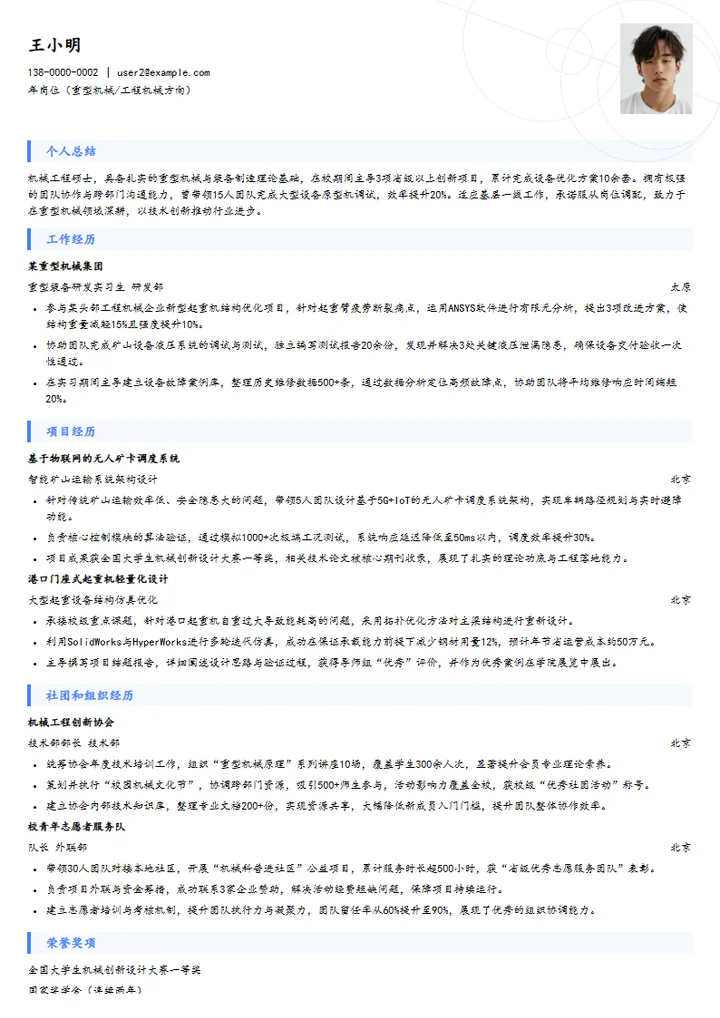 王小明
138-0000-0002 | user2@example.com
年岗位（重型机械/工程机械方向）
个人总结
机械工程硕士，具备扎实的重型机械与装备制造理论基础，在校期间主导3项省级以上创新项目，累计完成设备优化方案10余套。拥有极强
的团队协作与跨部门沟通能力，曾带领15人团队完成大型设备原型机调试，效率提升20%。适应基层一线工作，承诺服从岗位调配，致力于
在重型机械领域深耕，以技术创新推动行业进步。
工作经历
某重型机械集团
重型装备研发实习生 研发部 太原
• 参与某头部工程机械企业新型起重机结构优化项目，针对起重臂疲劳断裂痛点，运用ANSYS软件进行有限元分析，提出3项改进方案，使
结构重量减轻15%且强度提升10%。
• 协助团队完成矿山设备液压系统的调试与测试，独立编写测试报告20余份，发现并解决3处关键液压泄漏隐患，确保设备交付验收一次
性通过。
• 在实习期间主导建立设备故障案例库，整理历史维修数据500+条，通过数据分析定位高频故障点，协助团队将平均维修响应时间缩短
20%。
项目经历
基于物联网的无人矿卡调度系统
智能矿山运输系统架构设计 北京
• 针对传统矿山运输效率低、安全隐患大的问题，带领5人团队设计基于5G+IoT的无人矿卡调度系统架构，实现车辆路径规划与实时避障
功能。
• 负责核心控制模块的算法验证，通过模拟1000+次极端工况测试，系统响应延迟降低至50ms以内，调度效率提升30%。
• 项目成果获全国大学生机械创新设计大赛一等奖，相关技术论文被核心期刊收录，展现了扎实的理论功底与工程落地能力。
港口门座式起重机轻量化设计
大型起重设备结构仿真优化 北京
• 承接校级重点课题，针对港口起重机自重过大导致能耗高的问题，采用拓扑优化方法对主梁结构进行重新设计。
• 利用SolidWorks与HyperWorks进行多轮迭代仿真，成功在保证承载能力前提下减少钢材用量12%，预计年节省运营成本约50万元。
• 主导撰写项目结题报告，详细阐述设计思路与验证过程，获得导师组“优秀”评价，并作为优秀案例在学院展览中展出。
社团和组织经历
机械工程创新协会
技术部部长 技术部 北京
• 统筹协会年度技术培训工作，组织“重型机械原理”系列讲座10场，覆盖学生300余人次，显著提升会员专业理论素养。
• 策划并执行“校园机械文化节”，协调跨部门资源，吸引500+师生参与，活动影响力覆盖全校，获校级“优秀社团活动”称号。
• 建立协会内部技术知识库，整理专业文档200+份，实现资源共享，大幅降低新成员入门门槛，提升团队整体协作效率。
校青年志愿者服务队
队长 外联部 北京
• 带领30人团队对接本地社区，开展“机械科普进社区”公益项目，累计服务时长超500小时，获“省级优秀志愿服务团队”表彰。
• 负责项目外联与资金筹措，成功联系3家企业赞助，解决活动经费短缺问题，保障项目持续运行。
• 建立志愿者培训与考核机制，提升团队执行力与凝聚力，团队留任率从60%提升至90%，展现了优秀的组织协调能力。
荣誉奖项
全国大学生机械创新设计大赛一等奖
国家奖学金（连续两年）